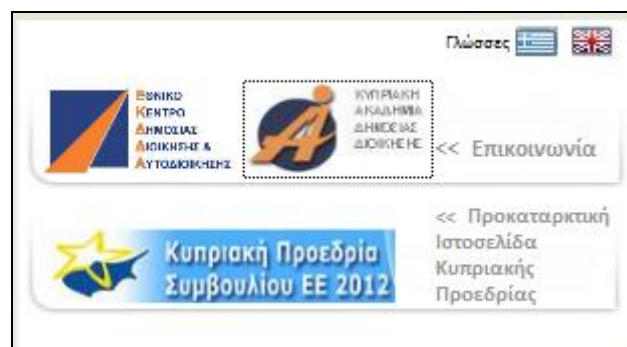 Γλώσσες
ΕΘΝΙΚΟ
ΚΕΝΤΡΟ
ΔΗΜΟΣΙΑΣ
ΔΙΟΙΚΗΣΗΣ &
ΑΥΤΟΔΙΟΙΚΗΣΗΣ
ΚΥΠΡΙΑΚΗ
ΑΚΑΔΗΜΙΑ
ΔΗΜΟΣΙΑΣ
ΔΙΟΙΚΗΣΗΣ
<< Επικοινωνία
Κυπριακή Προεδρία
Συμβουλίου ΕΕ 2012
<< Προκαταρκτική
Ιστοσελίδα
Κυπριακής
Προεδρίας